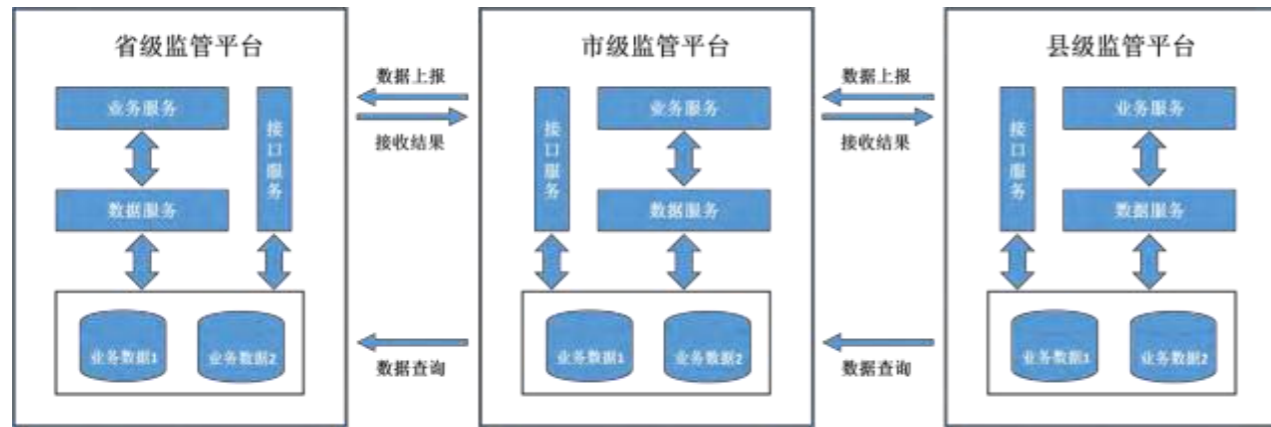 省级监管平台
业务服务
接口服务
数据服务
业务数据1
业务数据2
数据上报
接收结果
数据查询
市级监管平台
接口服务
业务服务
数据服务
业务数据1
业务数据2
数据上报
接收结果
数据查询
县级监管平台
接口服务
业务服务
数据服务
业务数据1
业务数据2